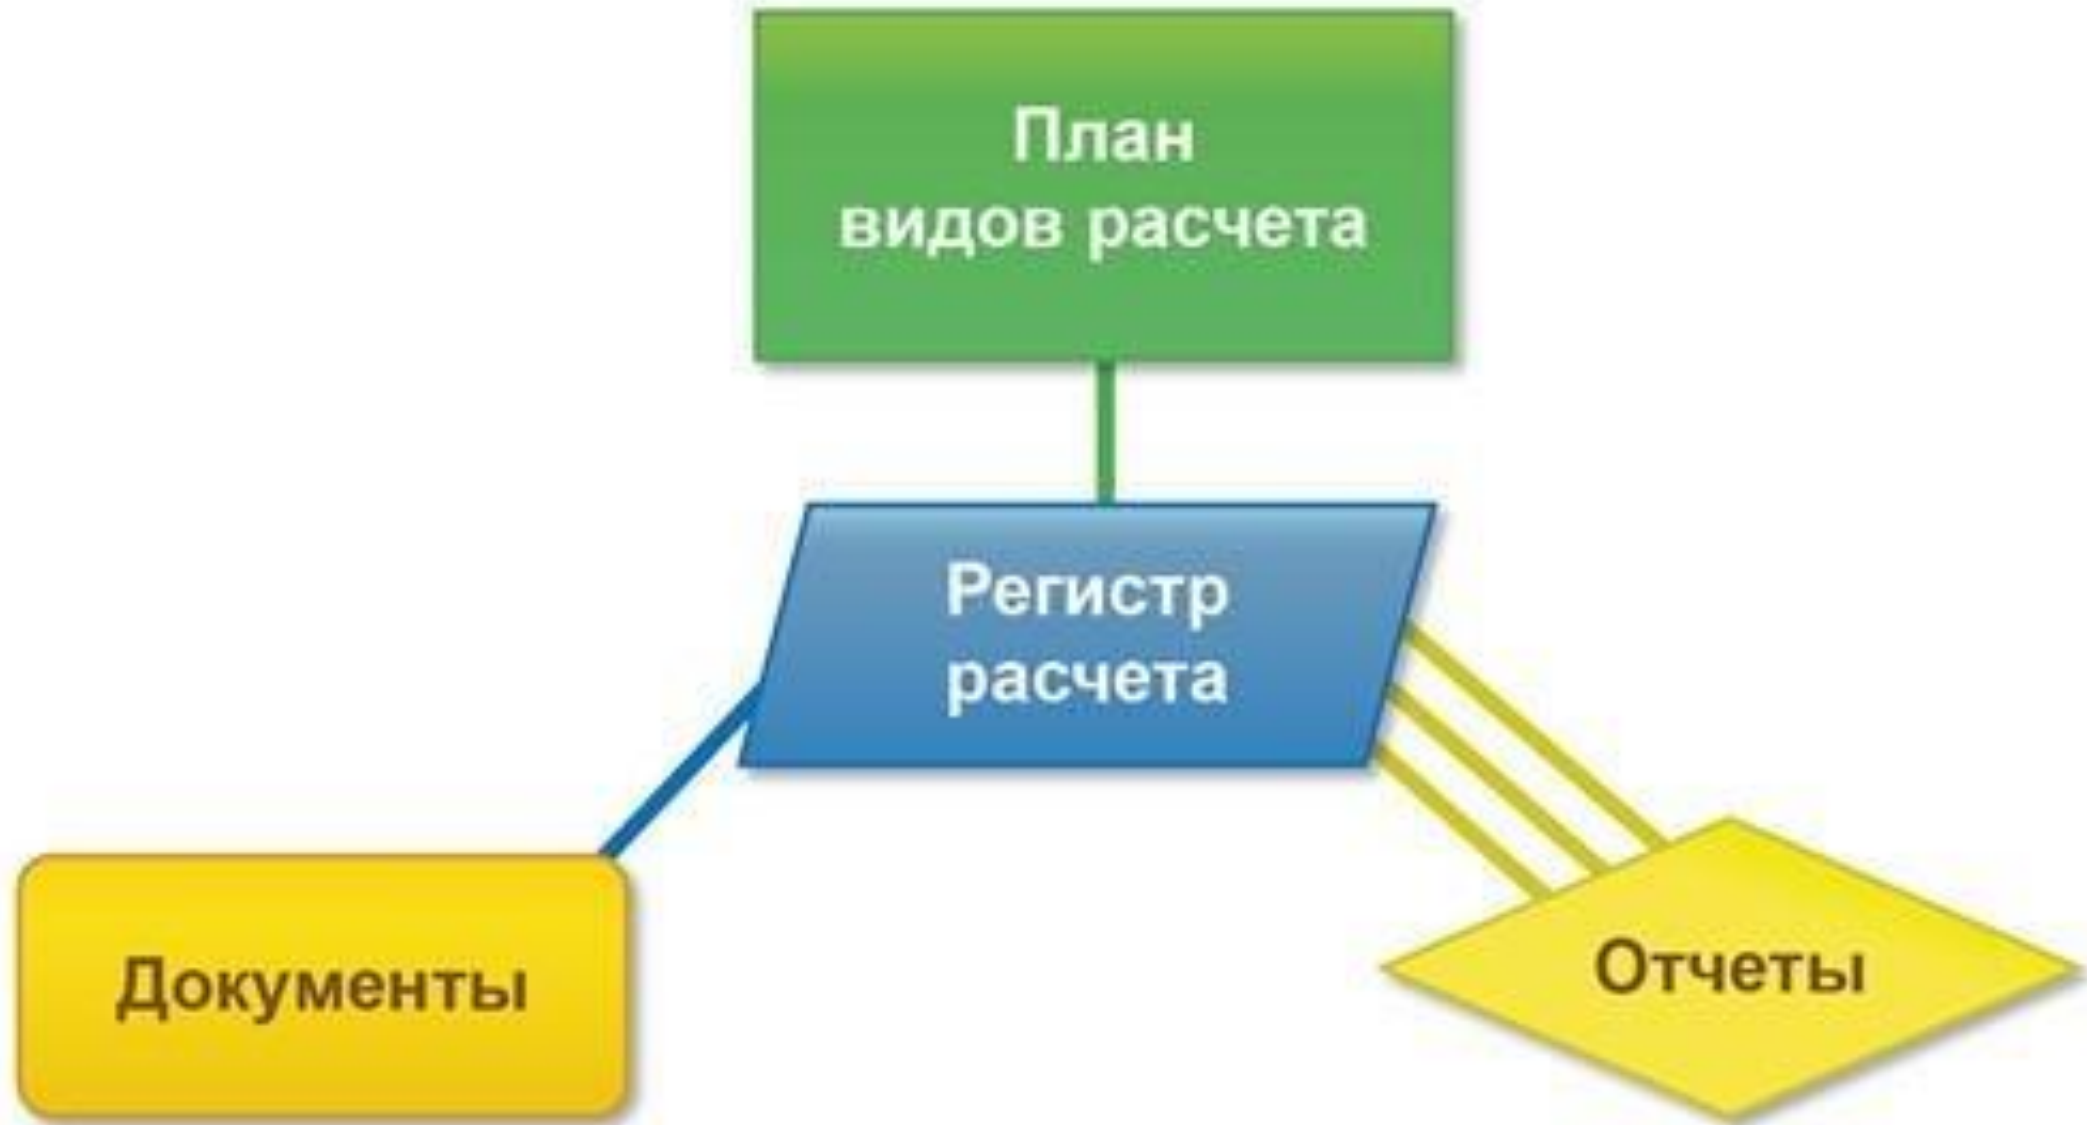 План
видов расчета
Регистр
расчета
Документы
Отчеты